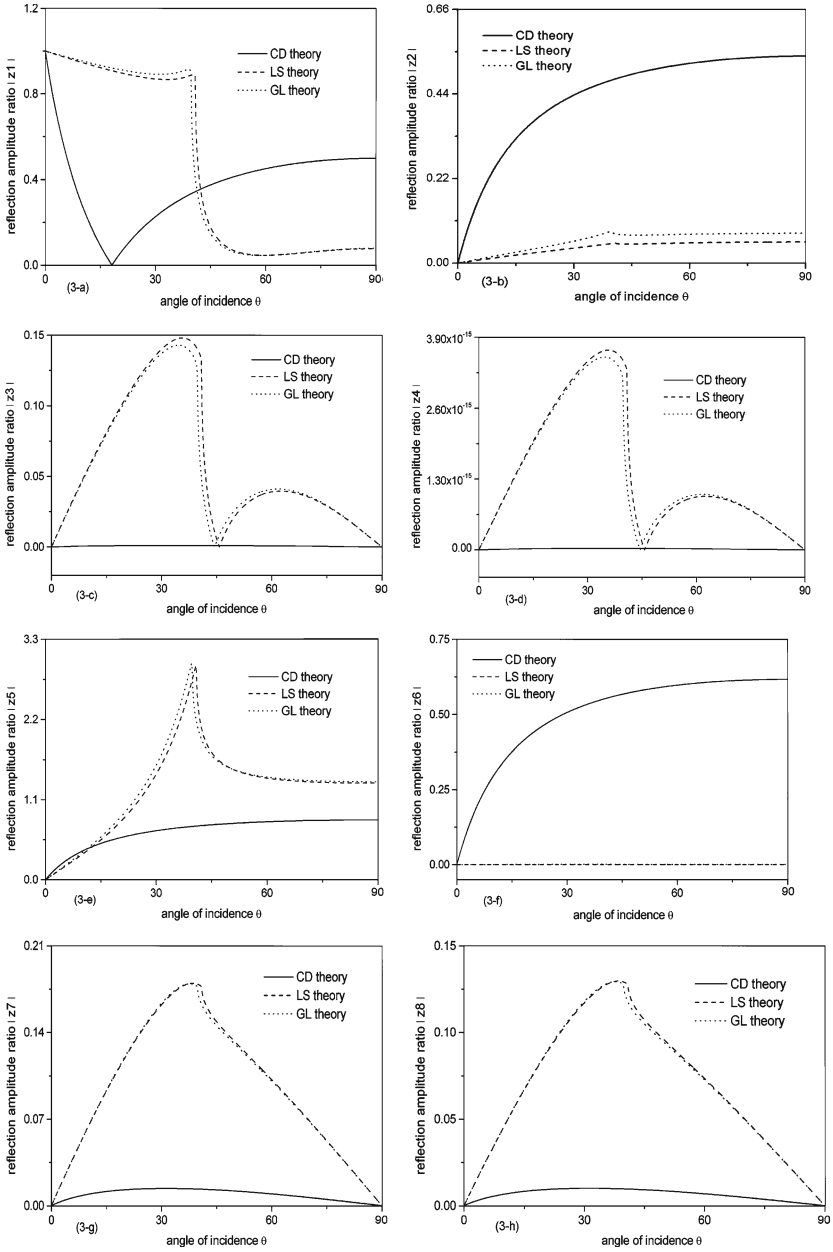 1.2
0.8
0.4
0.0
reflection amplitude ratio | z1|
CD theory
LS theory
GL theory
0 30 60 90
(3-a)
angle of incidence θ
0.66
0.44
0.22
0.00
reflection amplitude ratio | z2|
CD theory
LS theory
GL theory
0 30 60 90
(3-b)
angle of incidence θ
0.15
0.10
0.05
0.00
reflection amplitude ratio | z3|
CD theory
LS theory
GL theory
0 30 60 90
(3-c)
angle of incidence θ
3.90x10⁻¹⁵
2.60x10⁻¹⁵
1.30x10⁻¹⁵
0.00
reflection amplitude ratio | z4|
CD theory
LS theory
GL theory
0 30 60 90
(3-d)
angle of incidence θ
3.3
2.2
1.1
0.0
reflection amplitude ratio | z5|
CD theory
LS theory
GL theory
0 30 60 90
(3-e)
angle of incidence θ
0.75
0.50
0.25
0.00
reflection amplitude ratio | z6|
CD theory
LS theory
GL theory
0 30 60 90
(3-f)
angle of incidence θ
0.21
0.14
0.07
0.00
reflection amplitude ratio | z7|
CD theory
LS theory
GL theory
0 30 60 90
(3-g)
angle of incidence θ
0.15
0.10
0.05
0.00
reflection amplitude ratio | z8|
CD theory
LS theory
GL theory
0 30 60 90
(3-h)
angle of incidence θ